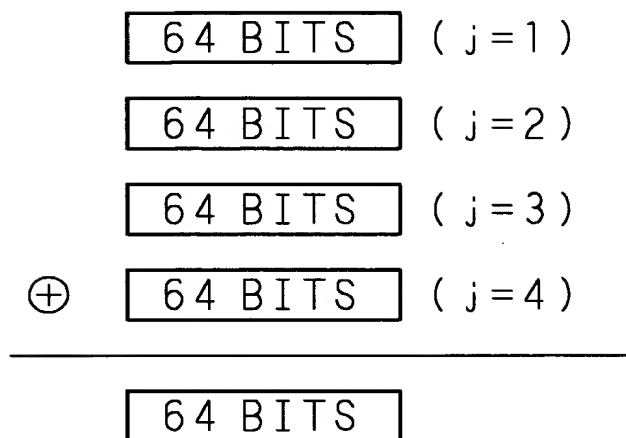 64 BITS (j=1)
64 BITS (j=2)
64 BITS (j=3)
⊕ 64 BITS (j=4)
64 BITS